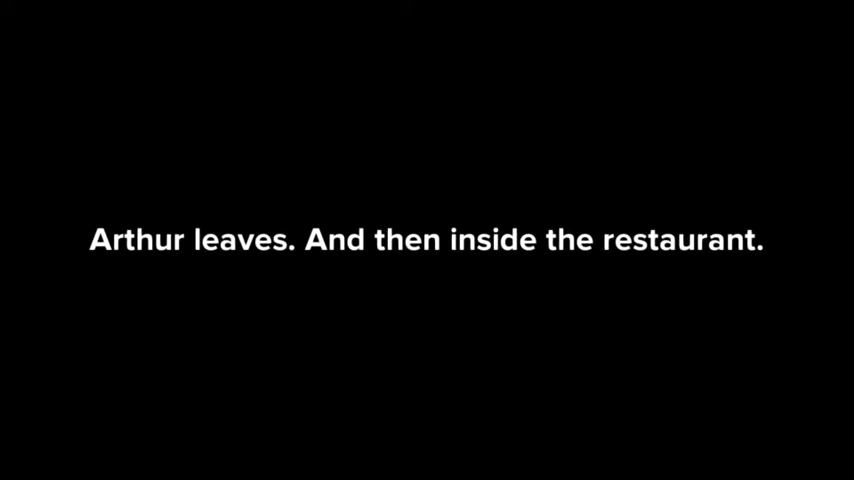 Arthur leaves. And then inside the restaurant.